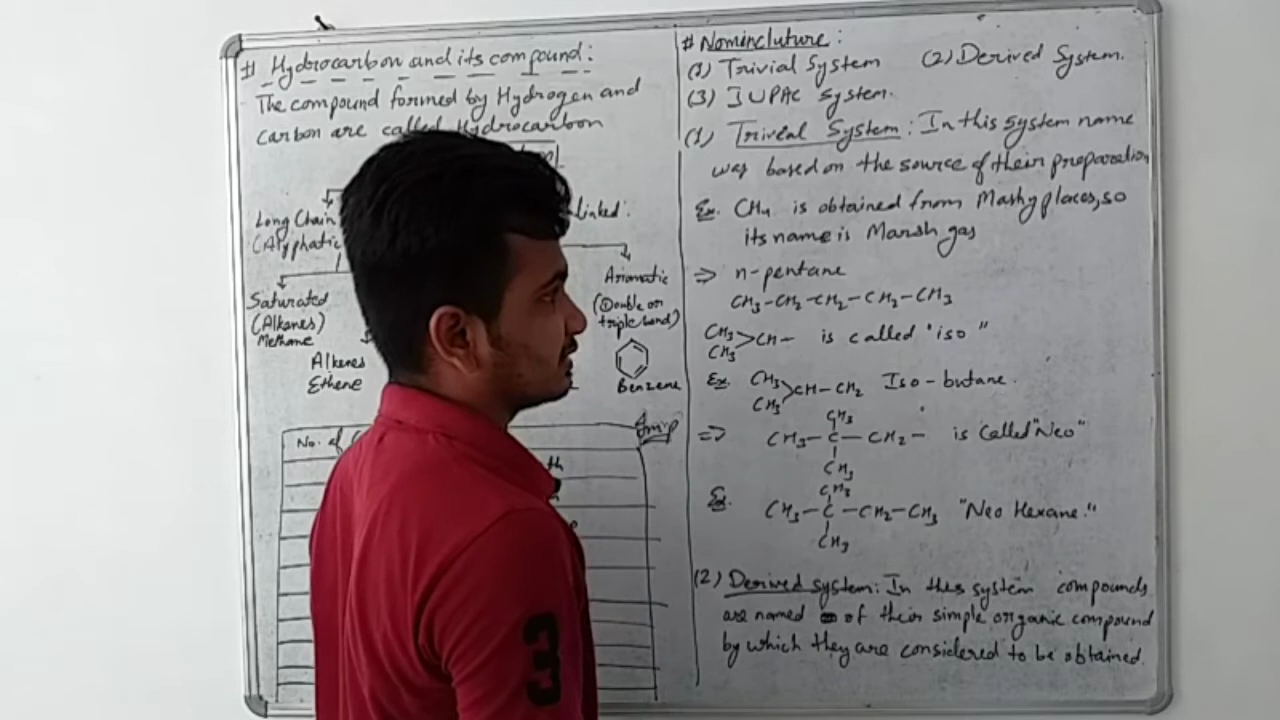 # Hydrocarbon and its compound:
The compound formed by Hydrogen and
carbon are called Hydrocarbon
Long Chain
(Alyphatic
Linked.
Saturated
(Alkanes)
Methane
Alkenes
Ethene
Aromatic
(Double or
triple bond)
Benzene
No. of
# Nomincluture:
(1) Trivial System (2) Derived System.
(3) IUPAC System.
(1) Trivial System: In this system name
was based on the source of their preparation
Ex. CH4 is obtained from Mashy places, so
its name is Marsh gas
⇒ n-pentane
CH3-CH2-CH2-CH2-CH3
CH3
>CH- is called "iso"
CH3
Ex. CH3
>CH-CH2 Iso-butane.
CH3
CH3
⇒ CH3-C-CH2- is Called "Neo"
CH3
CH3
Ex. CH3-C-CH2-CH3 "Neo Hexane."
CH3
(2) Derived system: In this system compounds
are named of their simple organic compound
by which they are considered to be obtained.
3